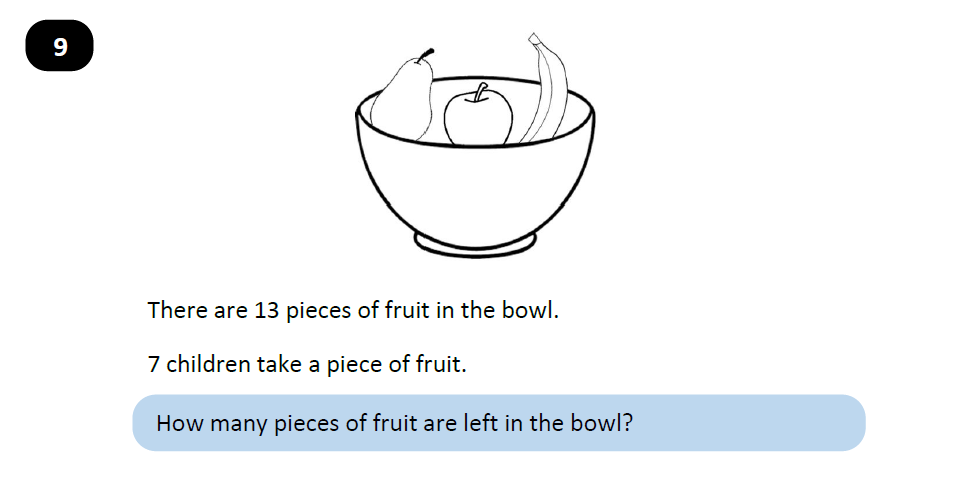 9
There are 13 pieces of fruit in the bowl.
7 children take a piece of fruit.
How many pieces of fruit are left in the bowl?